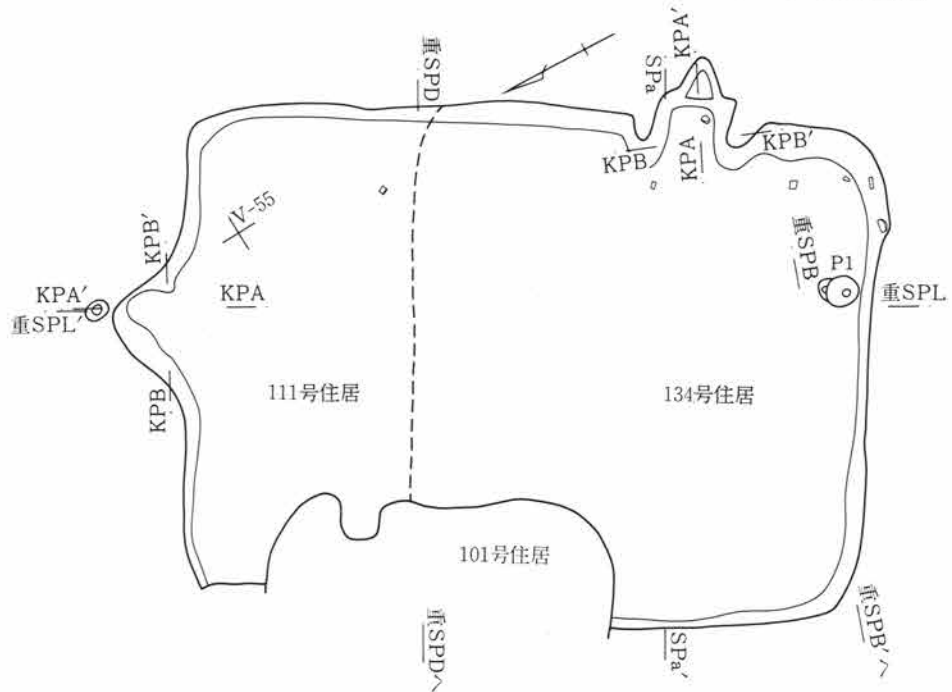 重SPD
SPa
KPA′
KPB
KPA
KPB′
V-55
KPB′
KPA′
重SPL′
KPA
KPB
重SPB
P1
重SPL
111号住居
134号住居
101号住居
重SPDへ
SPa′
重SPB′へ